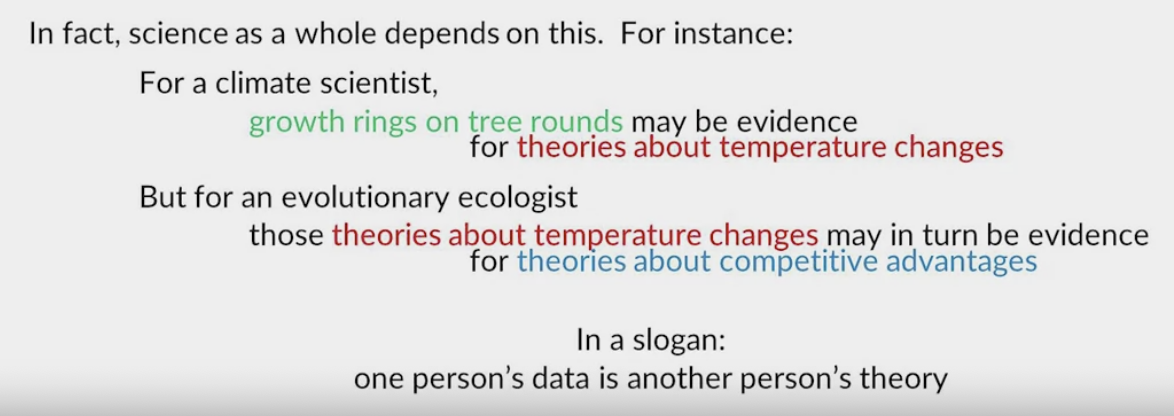 In fact, science as a whole depends on this. For instance:
For a climate scientist,
growth rings on tree rounds may be evidence
for theories about temperature changes
But for an evolutionary ecologist
those theories about temperature changes may in turn be evidence
for theories about competitive advantages
In a slogan:
one person's data is another person's theory